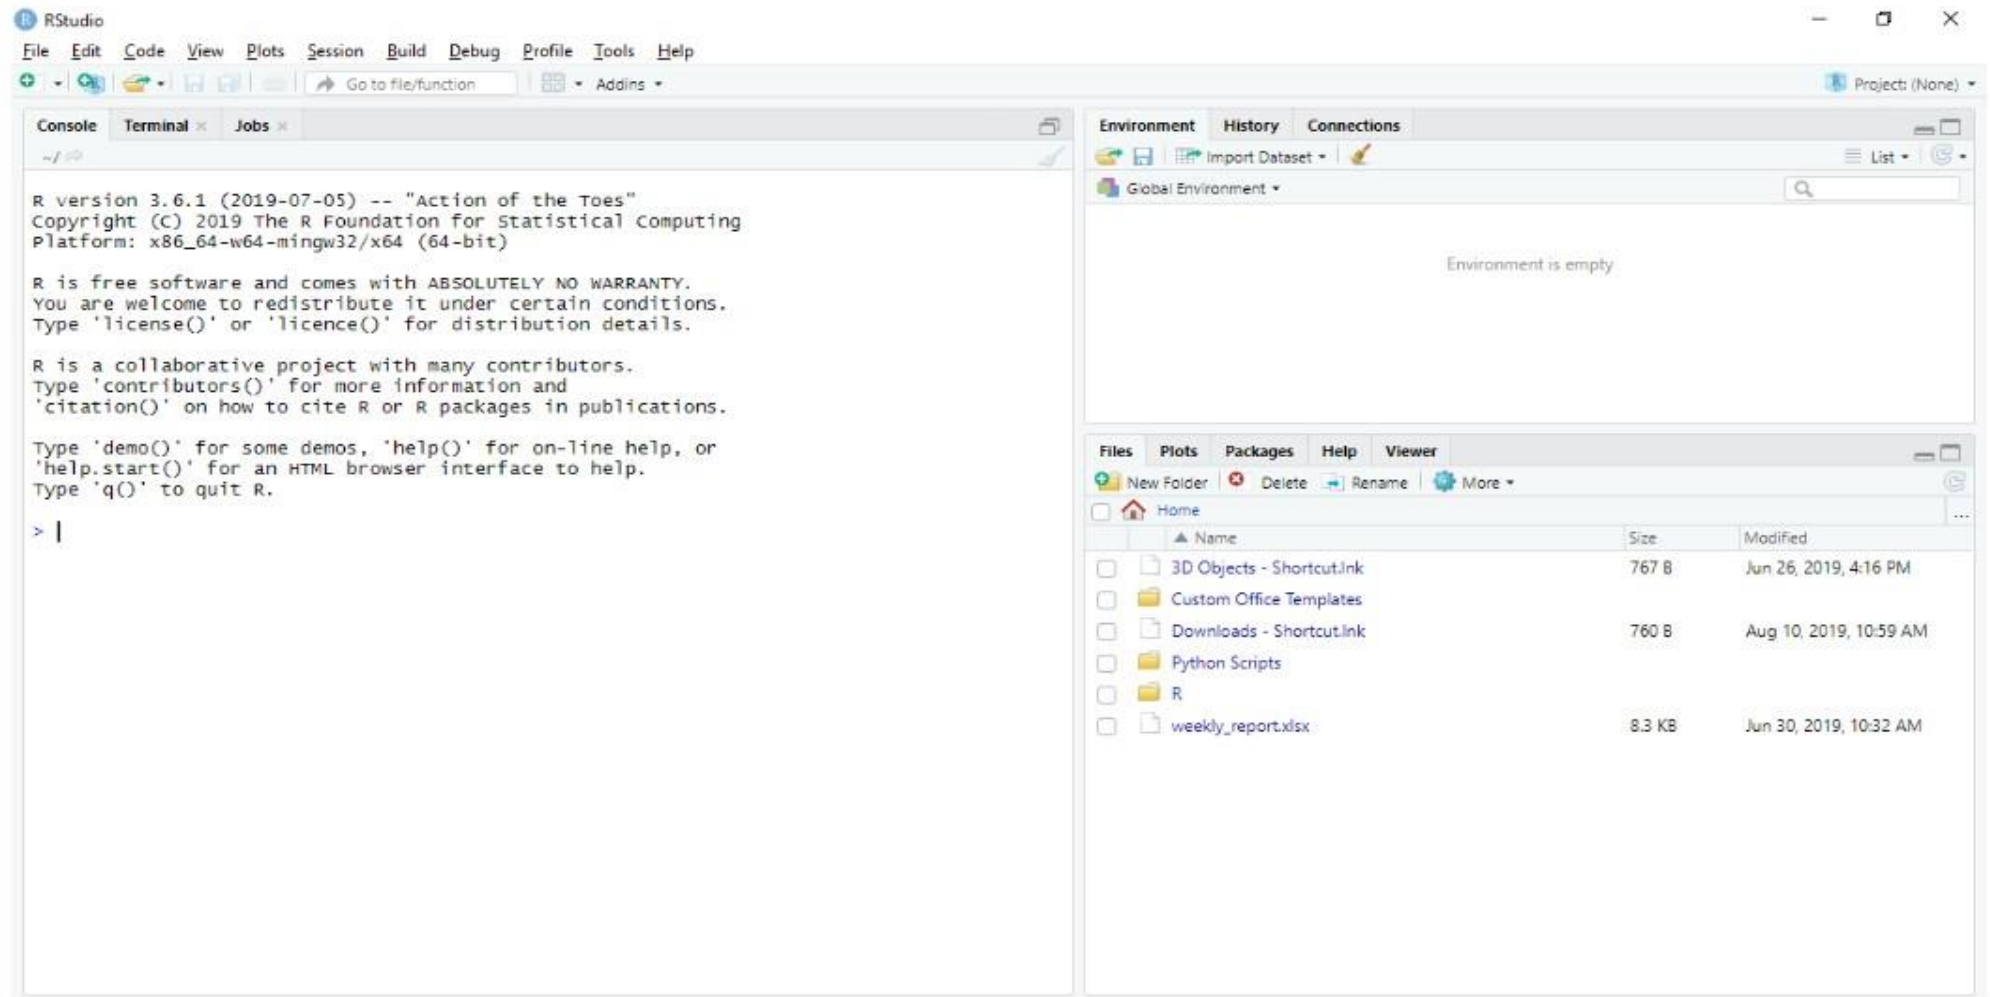 RStudio
File Edit Code View Plots Session Build Debug Profile Tools Help
Go to file/function Addins Project: (None)
Console Terminal Jobs
~/
R version 3.6.1 (2019-07-05) -- "Action of the Toes"
Copyright (C) 2019 The R Foundation for Statistical Computing
Platform: x86_64-w64-mingw32/x64 (64-bit)
R is free software and comes with ABSOLUTELY NO WARRANTY.
You are welcome to redistribute it under certain conditions.
Type 'license()' or 'licence()' for distribution details.
R is a collaborative project with many contributors.
Type 'contributors()' for more information and
'citation()' on how to cite R or R packages in publications.
Type 'demo()' for some demos, 'help()' for on-line help, or
'help.start()' for an HTML browser interface to help.
Type 'q()' to quit R.
>
Environment History Connections
Import Dataset List
Global Environment
Environment is empty
Files Plots Packages Help Viewer
New Folder Delete Rename More
Home ...
Name Size Modified
3D Objects - Shortcut.lnk 767 B Jun 26, 2019, 4:16 PM
Custom Office Templates
Downloads - Shortcut.lnk 760 B Aug 10, 2019, 10:59 AM
Python Scripts
R
weekly_report.xlsx 8.3 KB Jun 30, 2019, 10:32 AM